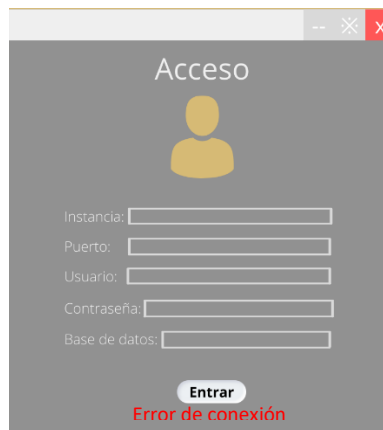 -- ※ x
Acceso
Instancia:
Puerto:
Usuario:
Contraseña:
Base de datos:
Entrar
Error de conexión